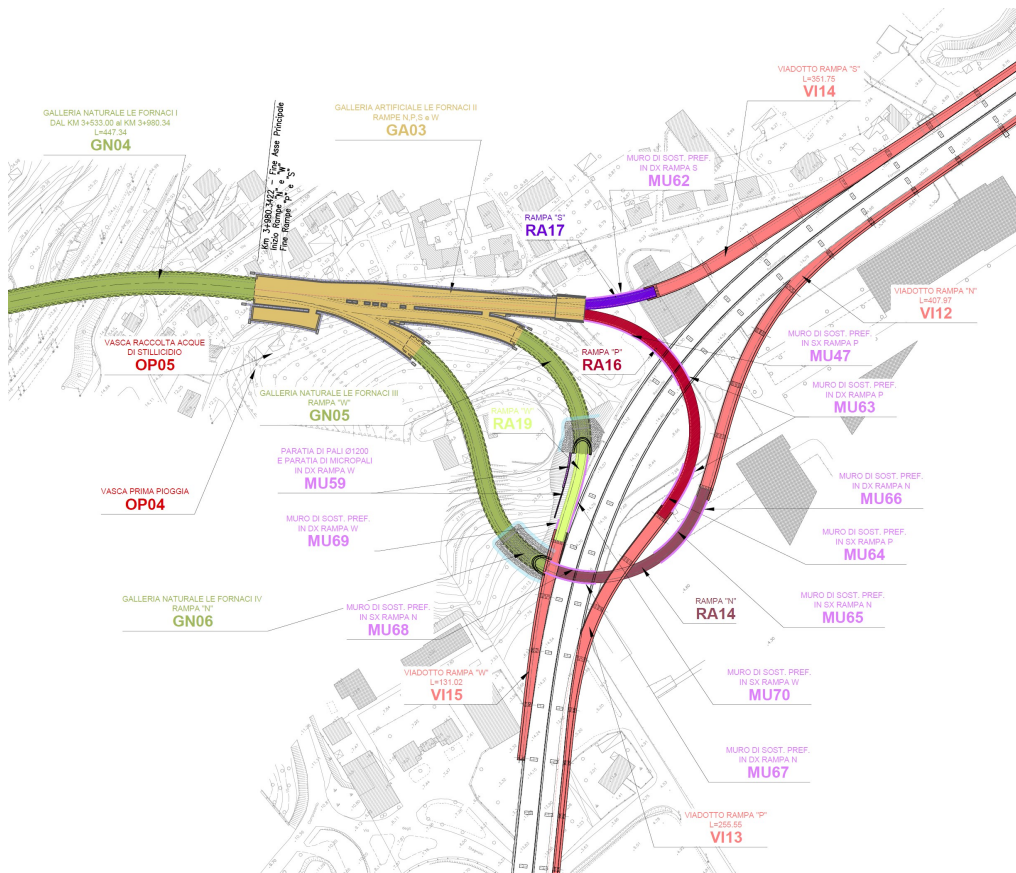 VIADOTTO RAMPA "S"
L=351.75
VI14
GALLERIA NATURALE LE FORNACI I
DAL KM 3+533.00 al KM 3+980.34
L=447.34
GN04
Km 3+980.3422 - Fine Asse Principale
Inizio Rampe "N" e "W"
Fine Rampe "P" e "S"
GALLERIA ARTIFICIALE LE FORNACI II
RAMPE N,P,S e W
GA03
MURO DI SOST. PREF.
IN DX RAMPA S
MU62
RAMPA "S"
RA17
VIADOTTO RAMPA "N"
L=407.97
VI12
VASCA RACCOLTA ACQUE
DI STILLICIDIO
OP05
RAMPA "P"
RA16
MURO DI SOST. PREF.
IN SX RAMPA P
MU47
GALLERIA NATURALE LE FORNACI III
RAMPA "W"
GN05
RAMPA "W"
RA19
MURO DI SOST. PREF.
IN DX RAMPA P
MU63
PARATIA DI PALI Ø1200
E PARATIA DI MICROPALI
IN DX RAMPA W
MU59
VASCA PRIMA PIOGGIA
OP04
MURO DI SOST. PREF.
IN DX RAMPA N
MU66
MURO DI SOST. PREF.
IN DX RAMPA W
MU69
MURO DI SOST. PREF.
IN SX RAMPA P
MU64
GALLERIA NATURALE LE FORNACI IV
RAMPA "N"
GN06
MURO DI SOST. PREF.
IN SX RAMPA N
MU68
RAMPA "N"
RA14
MURO DI SOST. PREF.
IN SX RAMPA N
MU65
VIADOTTO RAMPA "W"
L=131.02
VI15
MURO DI SOST. PREF.
IN SX RAMPA W
MU70
MURO DI SOST. PREF.
IN DX RAMPA N
MU67
VIADOTTO RAMPA "P"
L=255.55
VI13